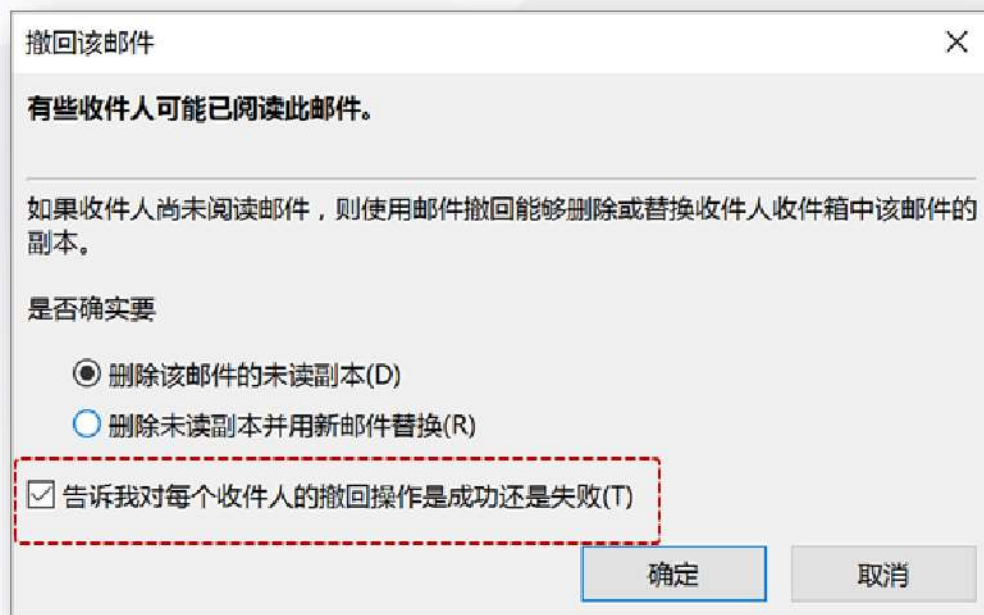 撤回该邮件
有些收件人可能已阅读此邮件。
如果收件人尚未阅读邮件，则使用邮件撤回能够删除或替换收件人收件箱中该邮件的
副本。
是否确实要
删除该邮件的未读副本(D)
删除未读副本并用新邮件替换(R)
告诉我对每个收件人的撤回操作是成功还是失败(T)
确定 取消